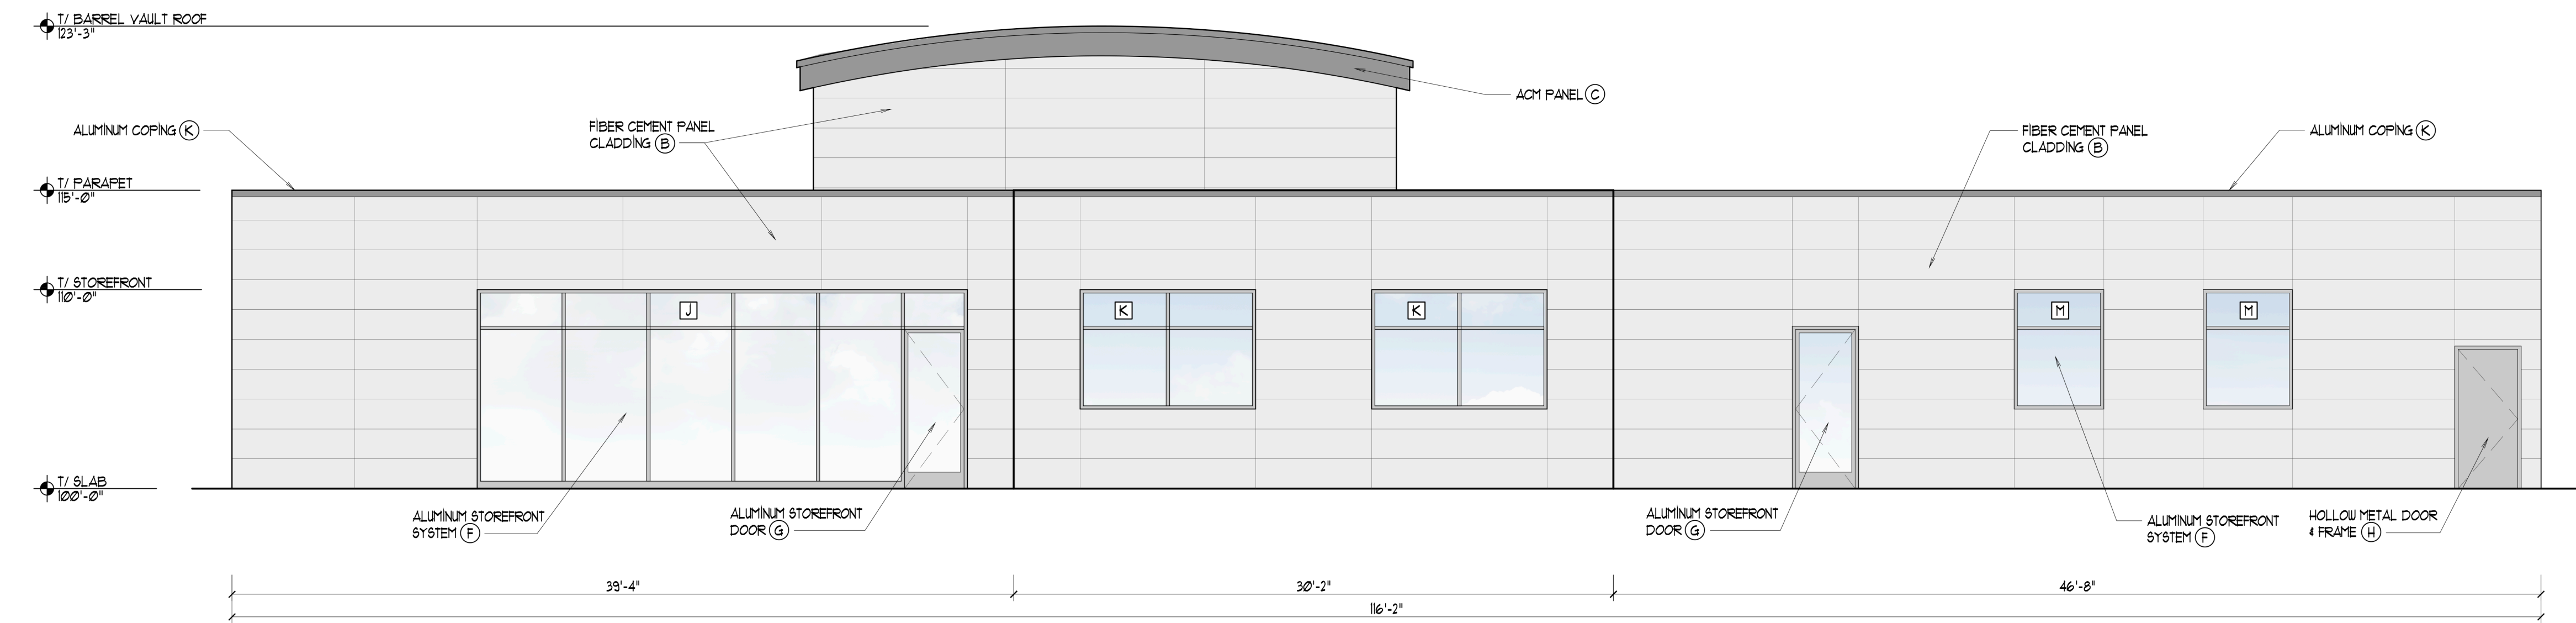 T/ BARREL VAULT ROOF
123'-3"
ACM PANEL C
ALUMINUM COPING K
FIBER CEMENT PANEL
CLADDING B
FIBER CEMENT PANEL
CLADDING B
ALUMINUM COPING K
T/ PARAPET
115'-0"
T/ STOREFRONT
110'-0"
J
K
K
M
M
T/ SLAB
100'-0"
ALUMINUM STOREFRONT
SYSTEM F
ALUMINUM STOREFRONT
DOOR G
ALUMINUM STOREFRONT
DOOR G
ALUMINUM STOREFRONT
SYSTEM F
HOLLOW METAL DOOR
& FRAME H
39'-4"
30'-2"
46'-8"
116'-2"